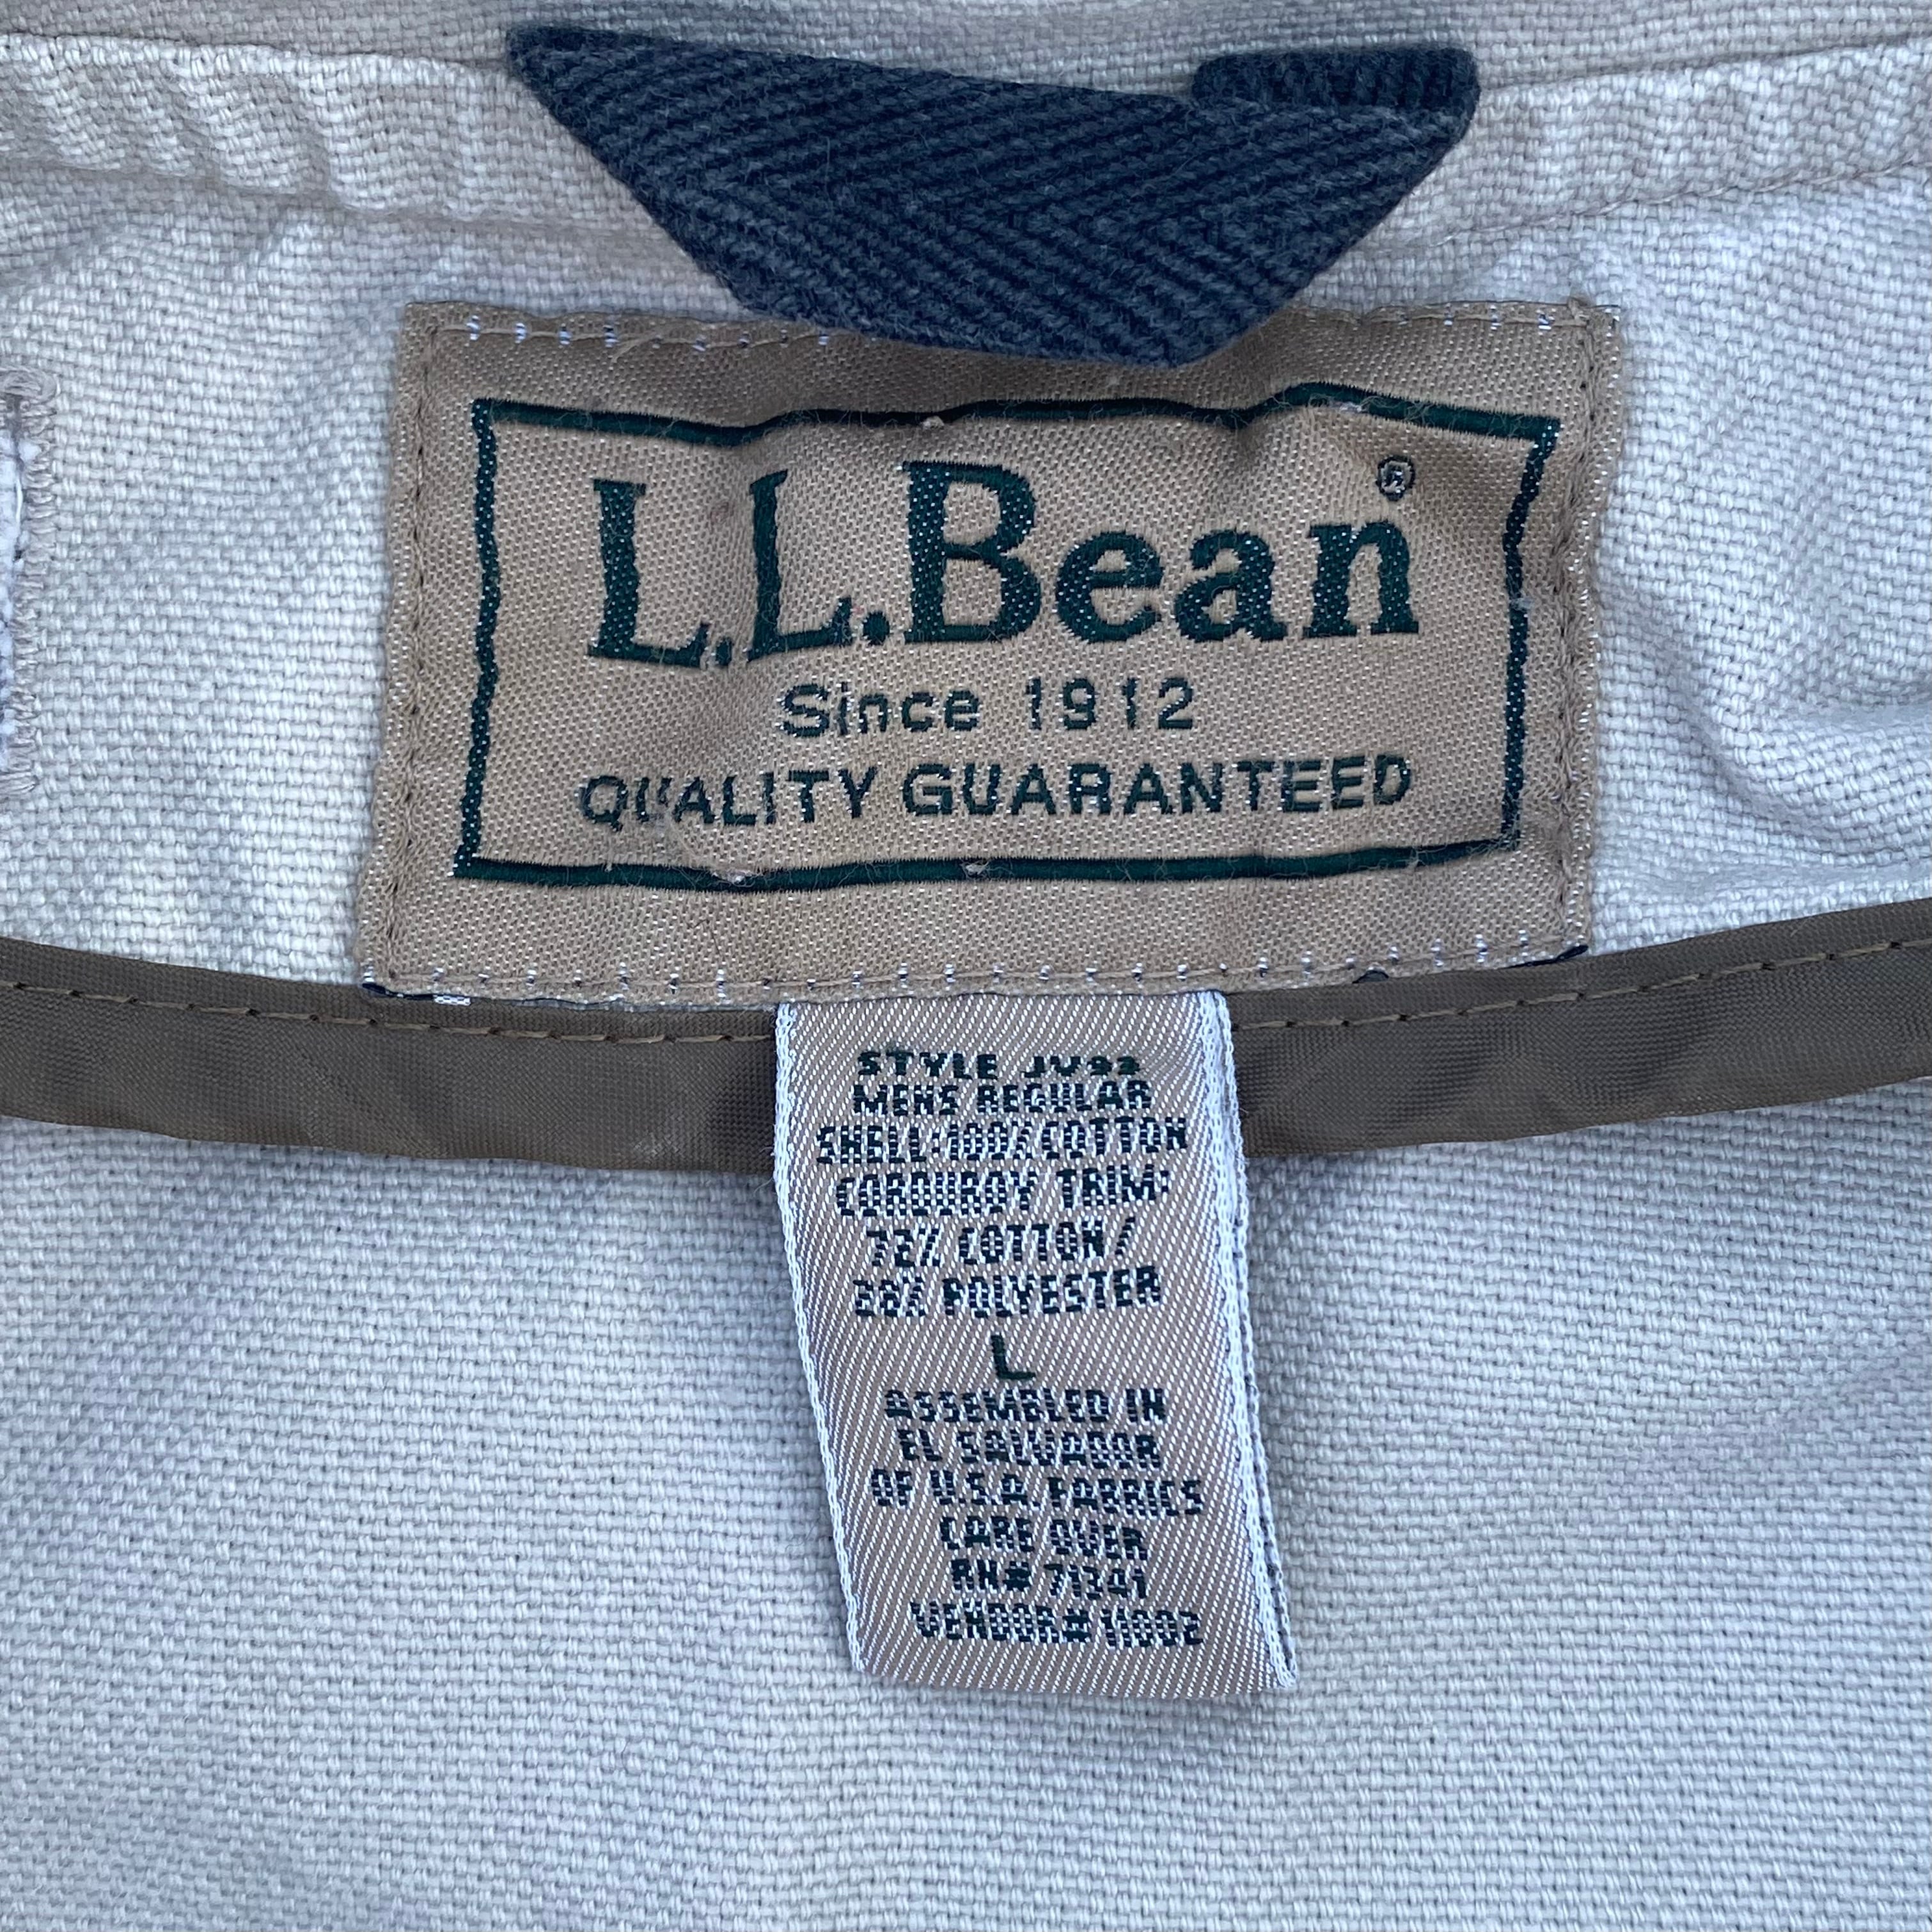 L.L.Bean®
Since 1912
QUALITY GUARANTEED
STYLE JV92
MENS REGULAR
SHELL:100% COTTON
CORDUROY TRIM:
72% COTTON/
28% POLYESTER
L
ASSEMBLED IN
EL SALVADOR
OF U.S.A. FABRICS
CARE OVER
RN# 71341
VENDOR# 11002